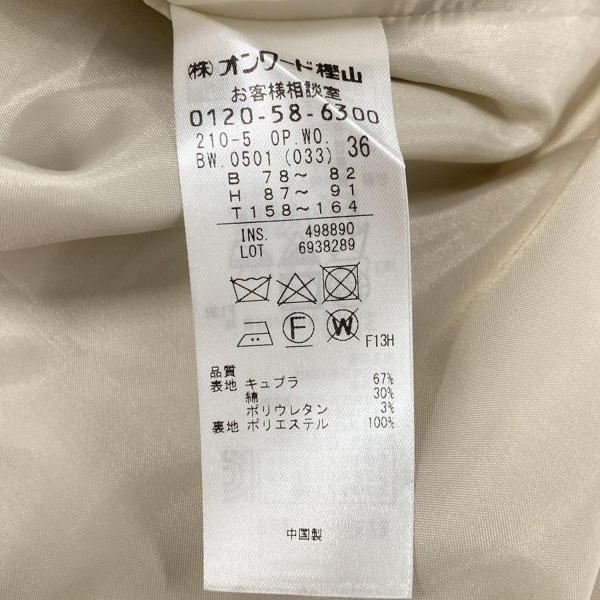 (株)オンワード樫山
お客様相談室
0120-58-6300
210-5 OP.WO.
BW.0501 (033) 36
B 78～ 82
H 87～ 91
T158～164
INS. 498890
LOT 6938289
F W F13H
品質
表地 キュプラ 67%
綿 30%
ポリウレタン 3%
裏地 ポリエステル 100%
中国製